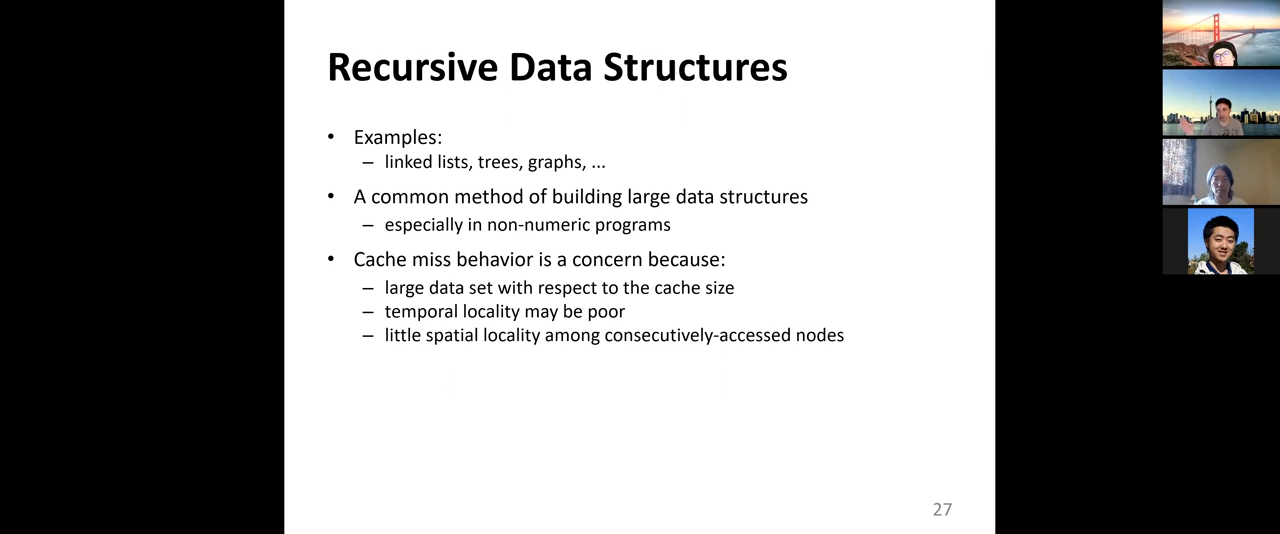 Recursive Data Structures
• Examples:
– linked lists, trees, graphs, ...
• A common method of building large data structures
– especially in non-numeric programs
• Cache miss behavior is a concern because:
– large data set with respect to the cache size
– temporal locality may be poor
– little spatial locality among consecutively-accessed nodes
27